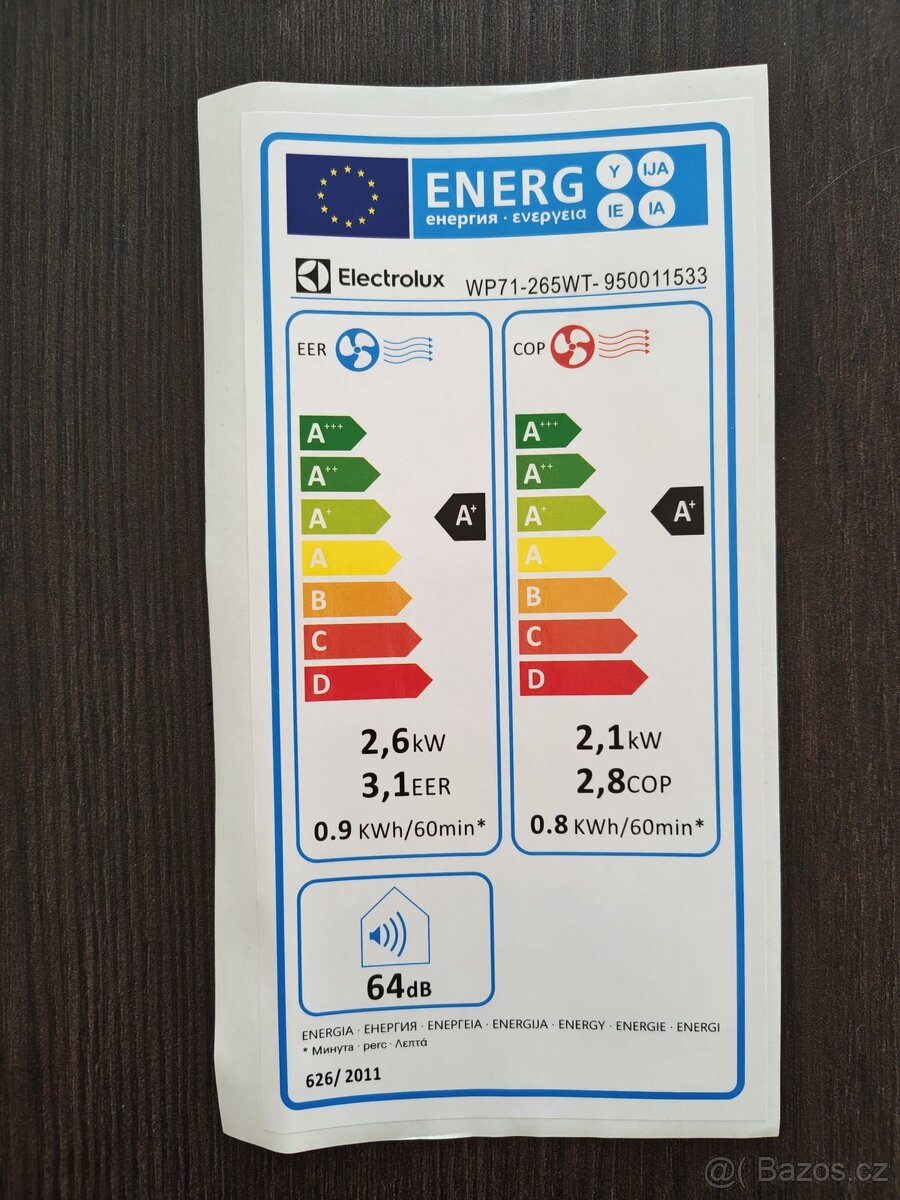 ENERG Y IJA
енергия · ενεργεια IE IA
Electrolux WP71-265WT- 950011533
EER
A+++
A++
A+
A
B
C
D
A+
2,6kW
3,1EER
0.9 KWh/60min*
COP
A+++
A++
A+
A
B
C
D
A+
2,1kW
2,8COP
0.8 KWh/60min*
64dB
ENERGIA · ЕНЕРГИЯ · ΕΝΕΡΓΕΙΑ · ENERGIJA · ENERGY · ENERGIE · ENERGI
* Минута · perc · Λεπτά
626/ 2011
@( Bazos.cz